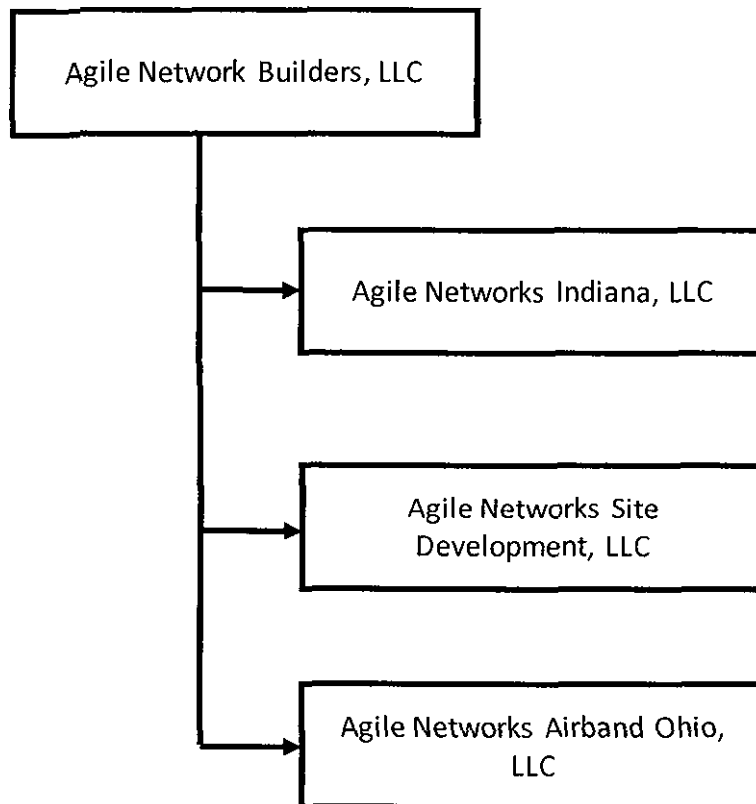 Agile Network Builders, LLC
Agile Networks Indiana, LLC
Agile Networks Site
Development, LLC
Agile Networks Airband Ohio,
LLC